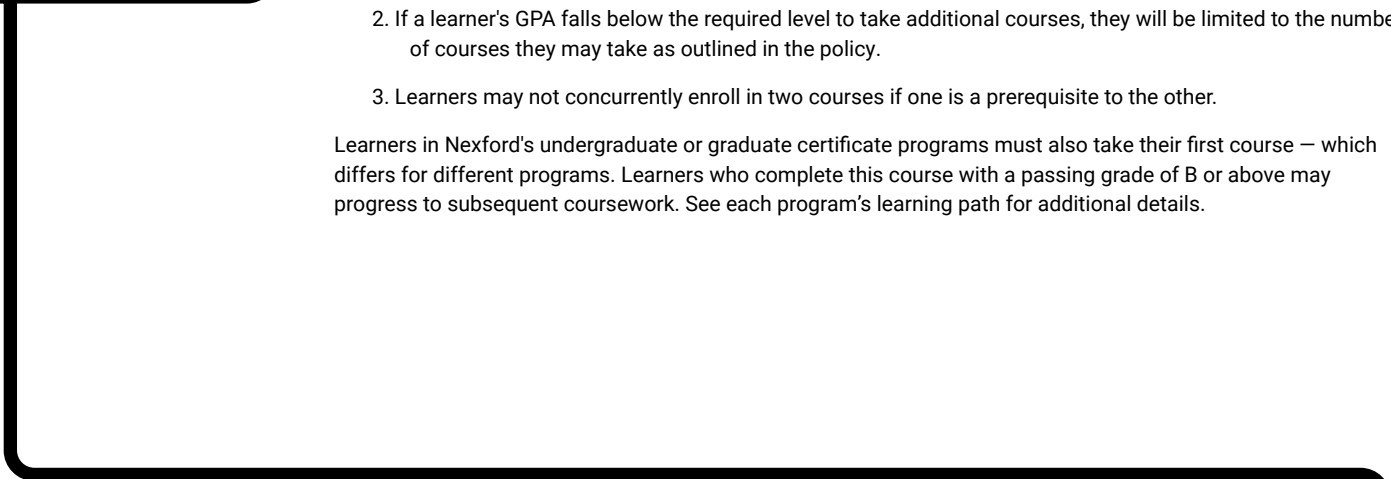 2. If a learner's GPA falls below the required level to take additional courses, they will be limited to the
of courses they may take as outlined in the policy.
3. Learners may not concurrently enroll in two courses if one is a prerequisite to the other.
Learners in Nexford's undergraduate or graduate certificate programs must also take their first course — which
differs for different programs. Learners who complete this course with a passing grade of B or above may
progress to subsequent coursework. See each program’s learning path for additional details.